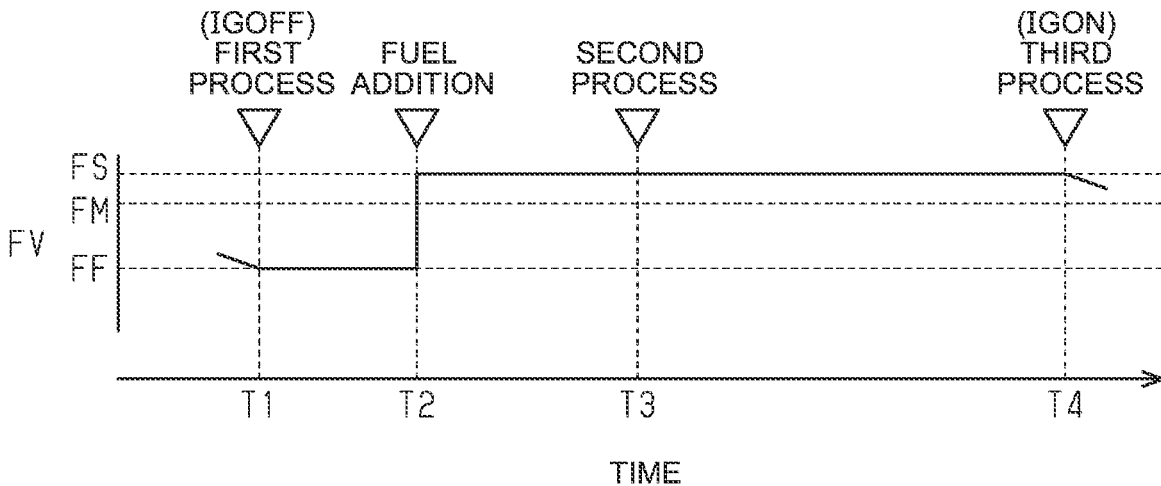 (IGOFF)
FIRST
PROCESS
FUEL
ADDITION
SECOND
PROCESS
(IGON)
THIRD
PROCESS
FS
FM
FV
FF
T1
T2
T3
T4
TIME